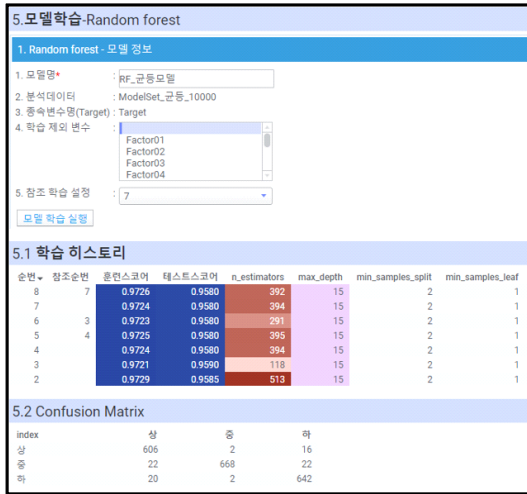 5.모델학습-Random forest
1. Random forest - 모델 정보
1. 모델명* : RF_균등모델
2. 분석데이터 : ModelSet_균등_10000
3. 종속변수명(Target) : Target
4. 학습 제외 변수 :
Factor01
Factor02
Factor03
Factor04
5. 참조 학습 설정 : 7
모델 학습 실행
5.1 학습 히스토리
순번 참조순번 훈련스코어 테스트스코어 n_estimators max_depth min_samples_split min_samples_leaf
8 7 0.9726 0.9580 392 15 2 1
7 0.9724 0.9580 394 15 2 1
6 3 0.9723 0.9580 291 15 2 1
5 4 0.9725 0.9580 395 15 2 1
4 0.9724 0.9580 394 15 2 1
3 0.9721 0.9590 118 15 2 1
2 0.9729 0.9585 513 15 2 1
5.2 Confusion Matrix
index 상 중 하
상 606 2 16
중 22 668 22
하 20 2 642